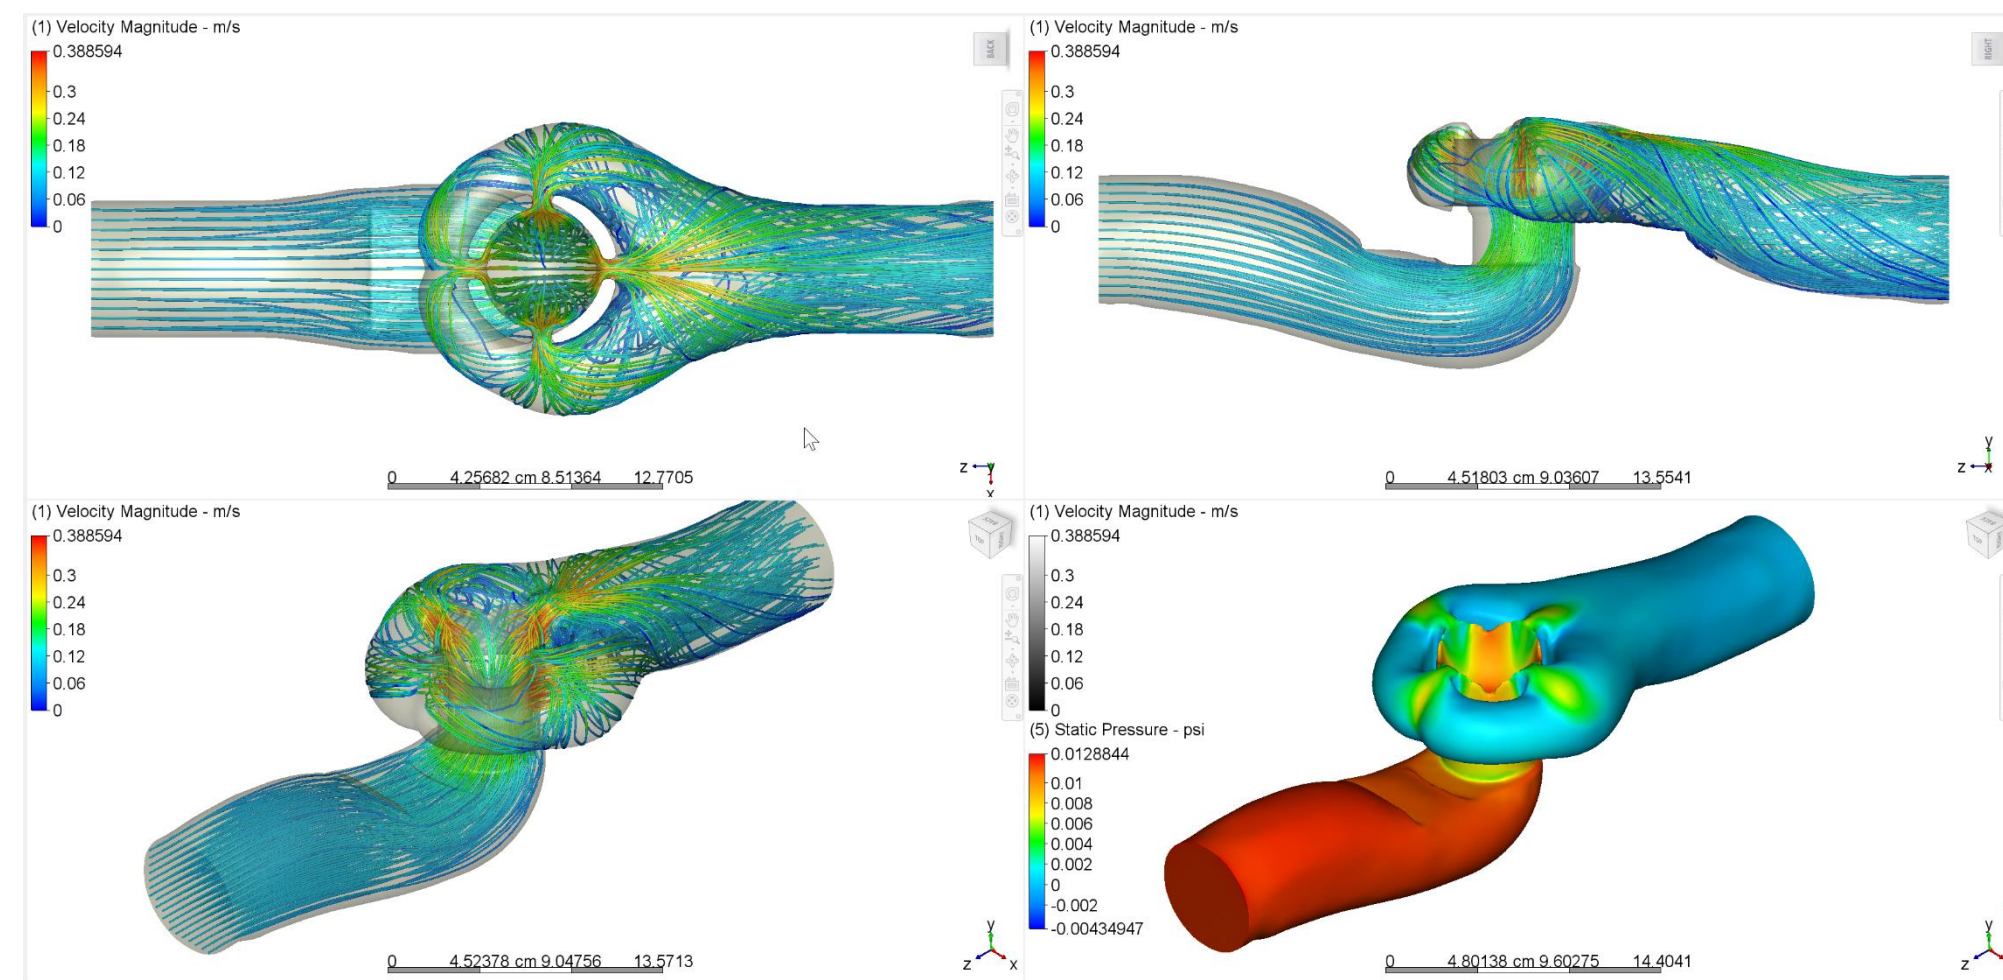 (1) Velocity Magnitude - m/s
0.388594
0.3
0.24
0.18
0.12
0.06
0
BACK
0 4.25682 cm 8.51364 12.7705
z y
x
(1) Velocity Magnitude - m/s
0.388594
0.3
0.24
0.18
0.12
0.06
0
RIGHT
0 4.51803 cm 9.03607 13.5541
y
z x
(1) Velocity Magnitude - m/s
0.388594
0.3
0.24
0.18
0.12
0.06
0
TOP
0 4.52378 cm 9.04756 13.5713
y
z x
(1) Velocity Magnitude - m/s
0.388594
0.3
0.24
0.18
0.12
0.06
0
(5) Static Pressure - psi
0.0128844
0.01
0.008
0.006
0.004
0.002
0
-0.002
-0.00434947
TOP
0 4.80138 cm 9.60275 14.4041
y
z